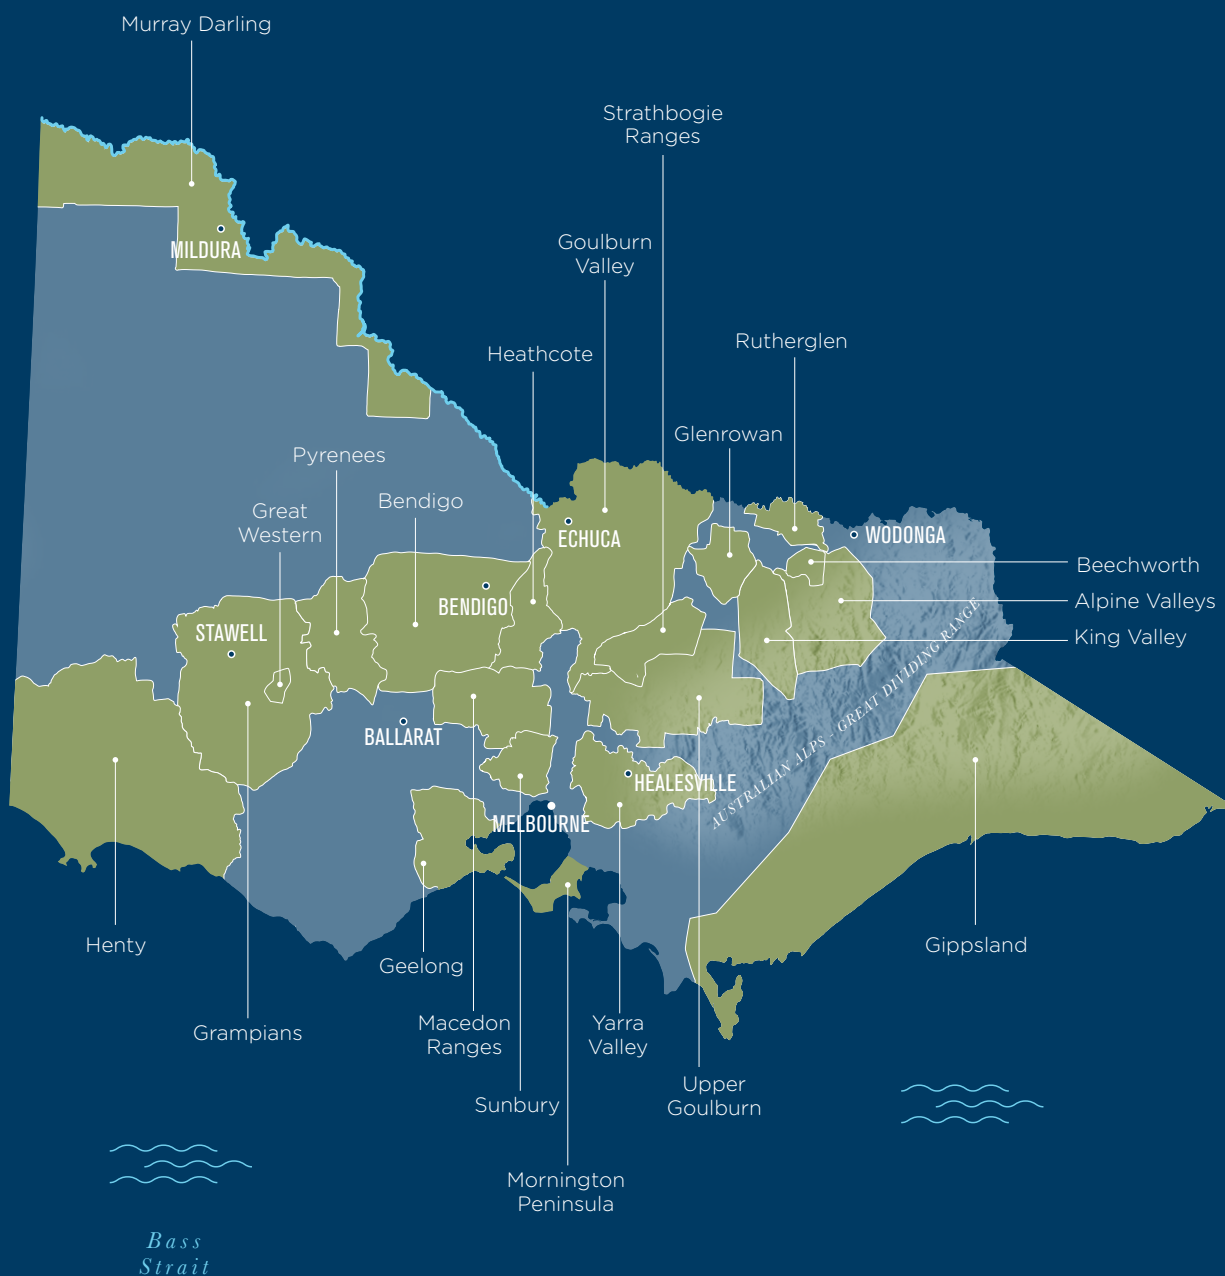 Murray Darling
Strathbogie
Ranges
Goulburn
Valley
MILDURA
Rutherglen
Heathcote
Glenrowan
Pyrenees
Bendigo
Great
Western
ECHUCA
WODONGA
Beechworth
Alpine Valleys
King Valley
BENDIGO
STAWELL
AUSTRALIAN ALPS - GREAT DIVIDING RANGE
BALLARAT
HEALESVILLE
MELBOURNE
Henty
Gippsland
Geelong
Grampians
Macedon
Ranges
Yarra
Valley
Upper
Goulburn
Sunbury
Mornington
Peninsula
Bass
Strait